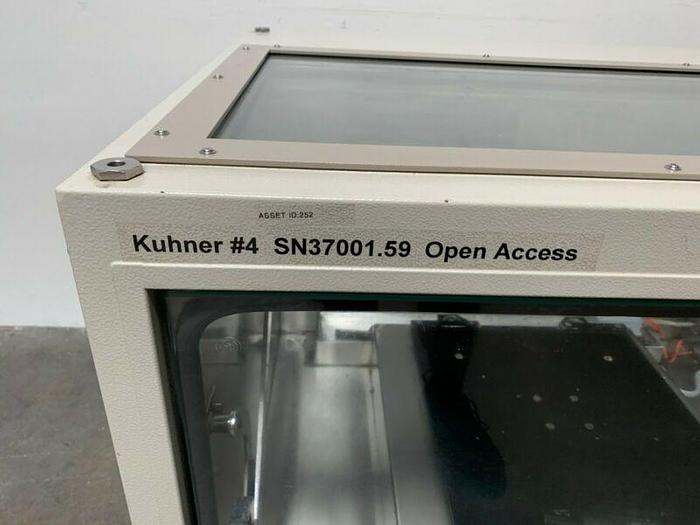 ASSET ID:252
Kuhner #4 SN37001.59 Open Access